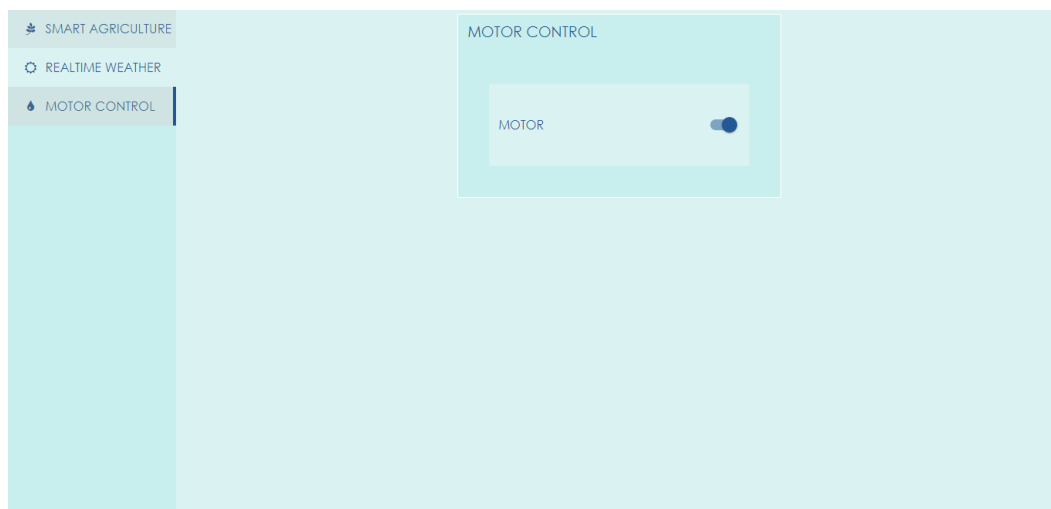 SMART AGRICULTURE
REALTIME WEATHER
MOTOR CONTROL
MOTOR CONTROL
MOTOR